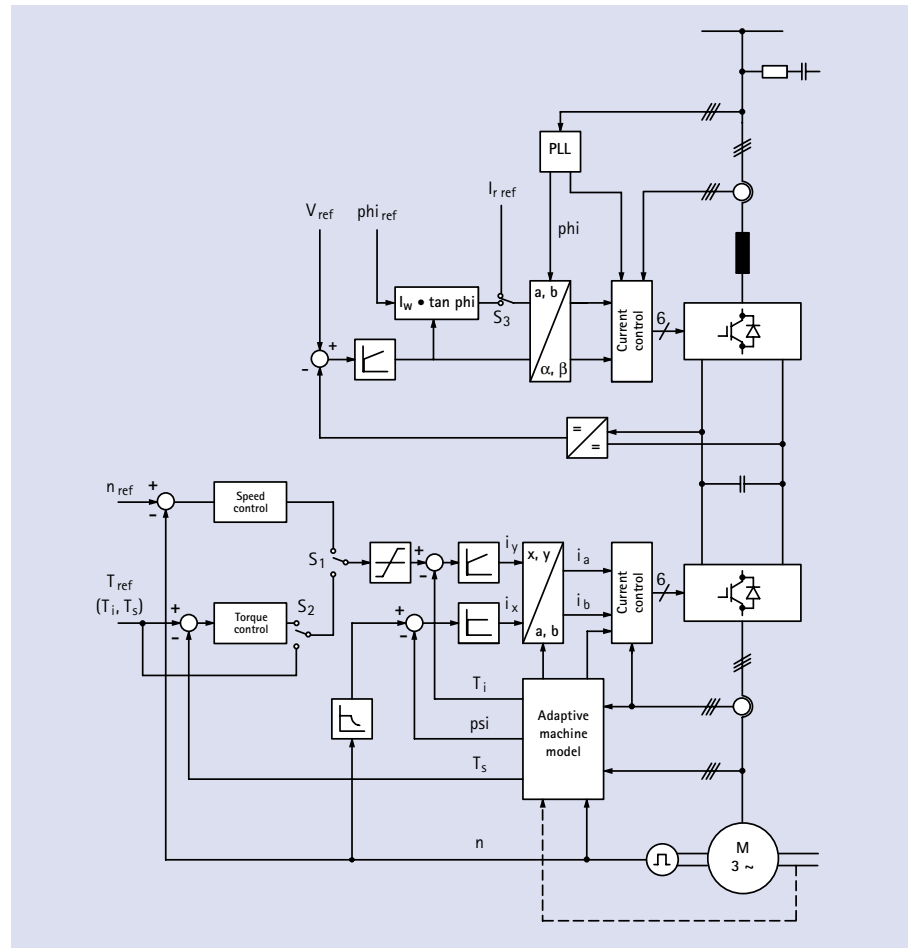 PLL
I r ref
V ref
phi ref
phi
I w • tan phi
S 3
a, b
α, β
Current control
6
+
-
=
=
n ref
+
-
Speed
control
S 1
T ref
(T i, T s)
+
-
Torque
control
S 2
+
-
+
-
i y
i x
x, y
a, b
i a
i b
Current control
6
T i
psi
T s
Adaptive
machine
model
n
M
3 ~